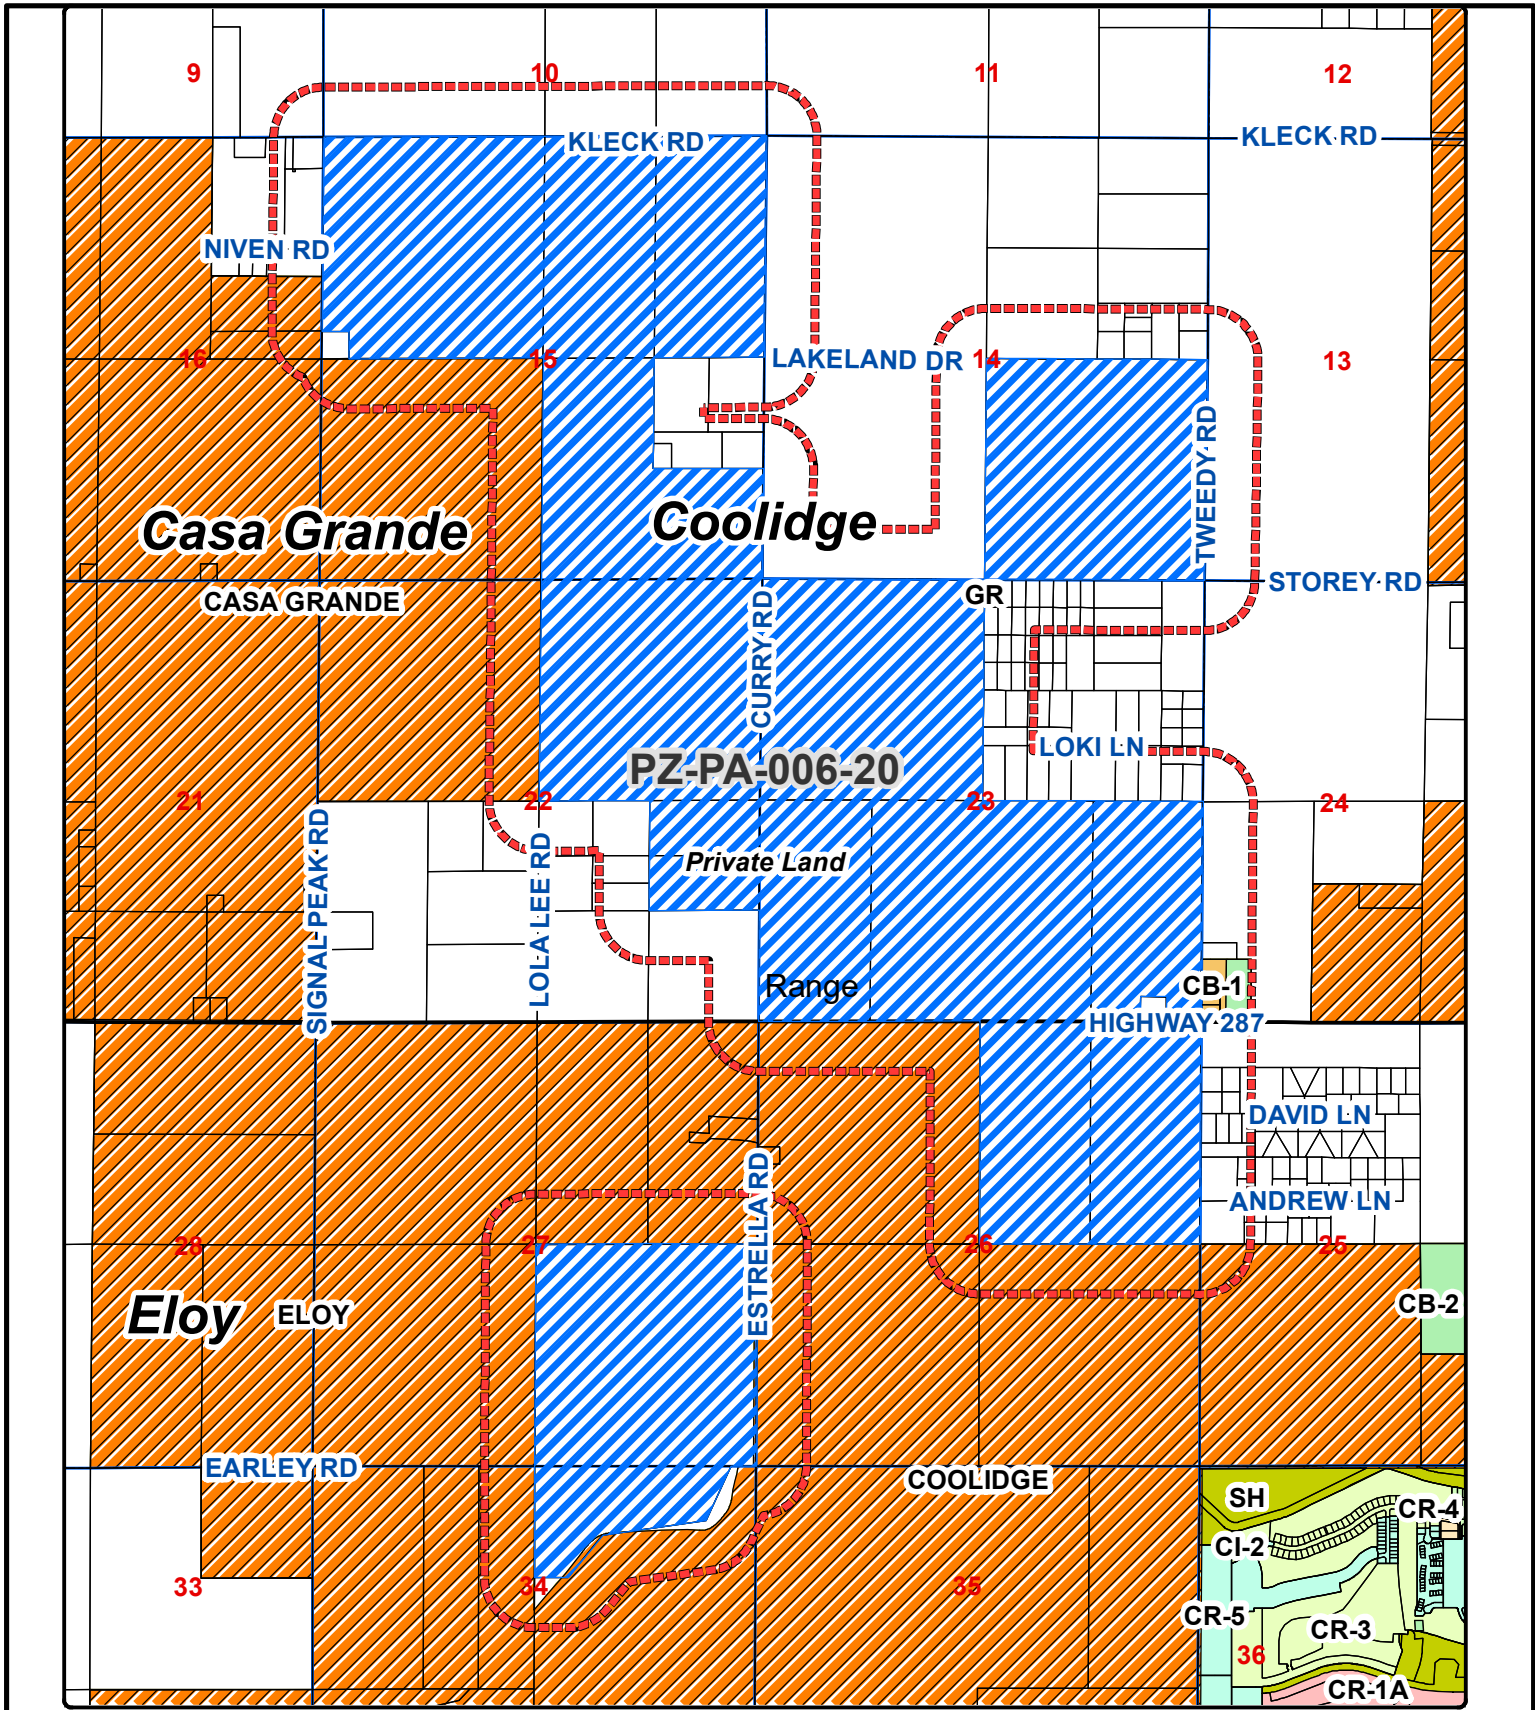 9
10
11
12
KLECK RD
KLECK RD
NIVEN RD
16
15
LAKELAND DR
14
13
TWEEDY RD
Casa Grande
Coolidge
STOREY RD
CASA GRANDE
GR
CURRY RD
LOKI LN
PZ-PA-006-20
21
22
23
24
SIGNAL PEAK RD
LOLA LEE RD
Private Land
Range
CB-1
HIGHWAY 287
DAVID LN
ESTRELLA RD
ANDREW LN
28
27
26
25
Eloy
ELOY
CB-2
EARLEY RD
COOLIDGE
SH
CR-4
CI-2
33
34
35
CR-5
CR-3
36
CR-1A